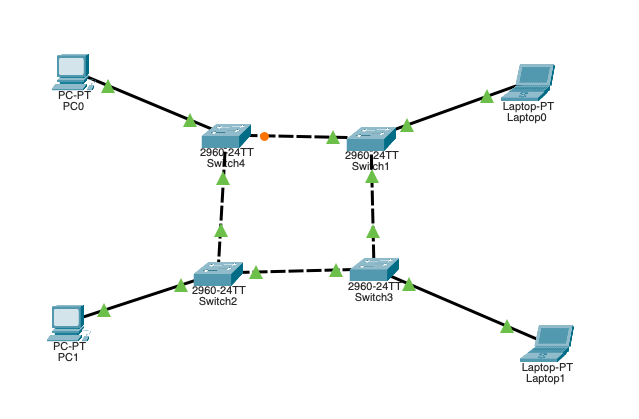 PC-PT
PC0
Laptop-PT
Laptop0
2960-24TT
Switch4
2960-24TT
Switch1
2960-24TT
Switch2
2960-24TT
Switch3
PC-PT
PC1
Laptop-PT
Laptop1